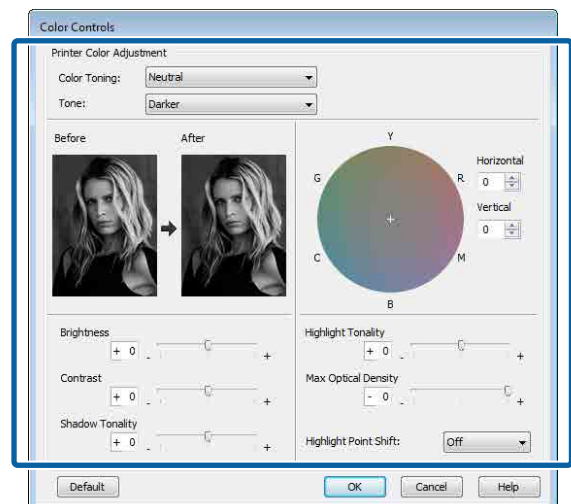 Color Controls
Printer Color Adjustment
Color Toning: Neutral
Tone: Darker
Before After
Y
G R
C M
B
Horizontal
0
Vertical
0
Brightness
+ 0 - +
Contrast
+ 0 - +
Shadow Tonality
+ 0 - +
Highlight Tonality
+ 0 - +
Max Optical Density
- 0 - +
Highlight Point Shift: Off
Default OK Cancel Help